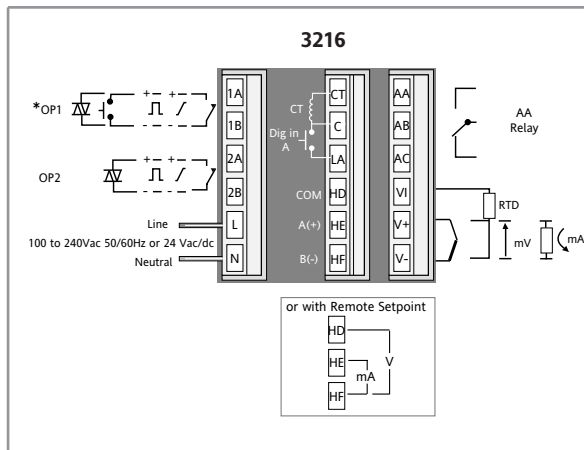 3216
*OP1
+
+
1A
1B
OP2
+
+
2A
2B
Line
L
100 to 240Vac 50/60Hz or 24 Vac/dc
Neutral
N
CT
CT
C
Dig in
A
LA
COM
HD
A(+)
HE
B(-)
HF
AA
AB
AC
AA
Relay
VI
RTD
V+
mV
mA
V-
or with Remote Setpoint
HD
HE
V
mA
HF